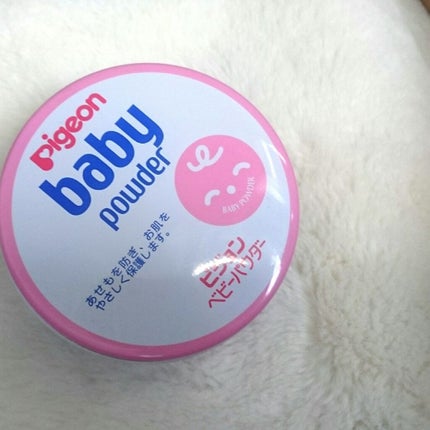 Pigeon
baby
powder
BABY POWDER
あせもを防ぎ、お肌を
やさしく保護します。
ピジョン
ベビーパウダー